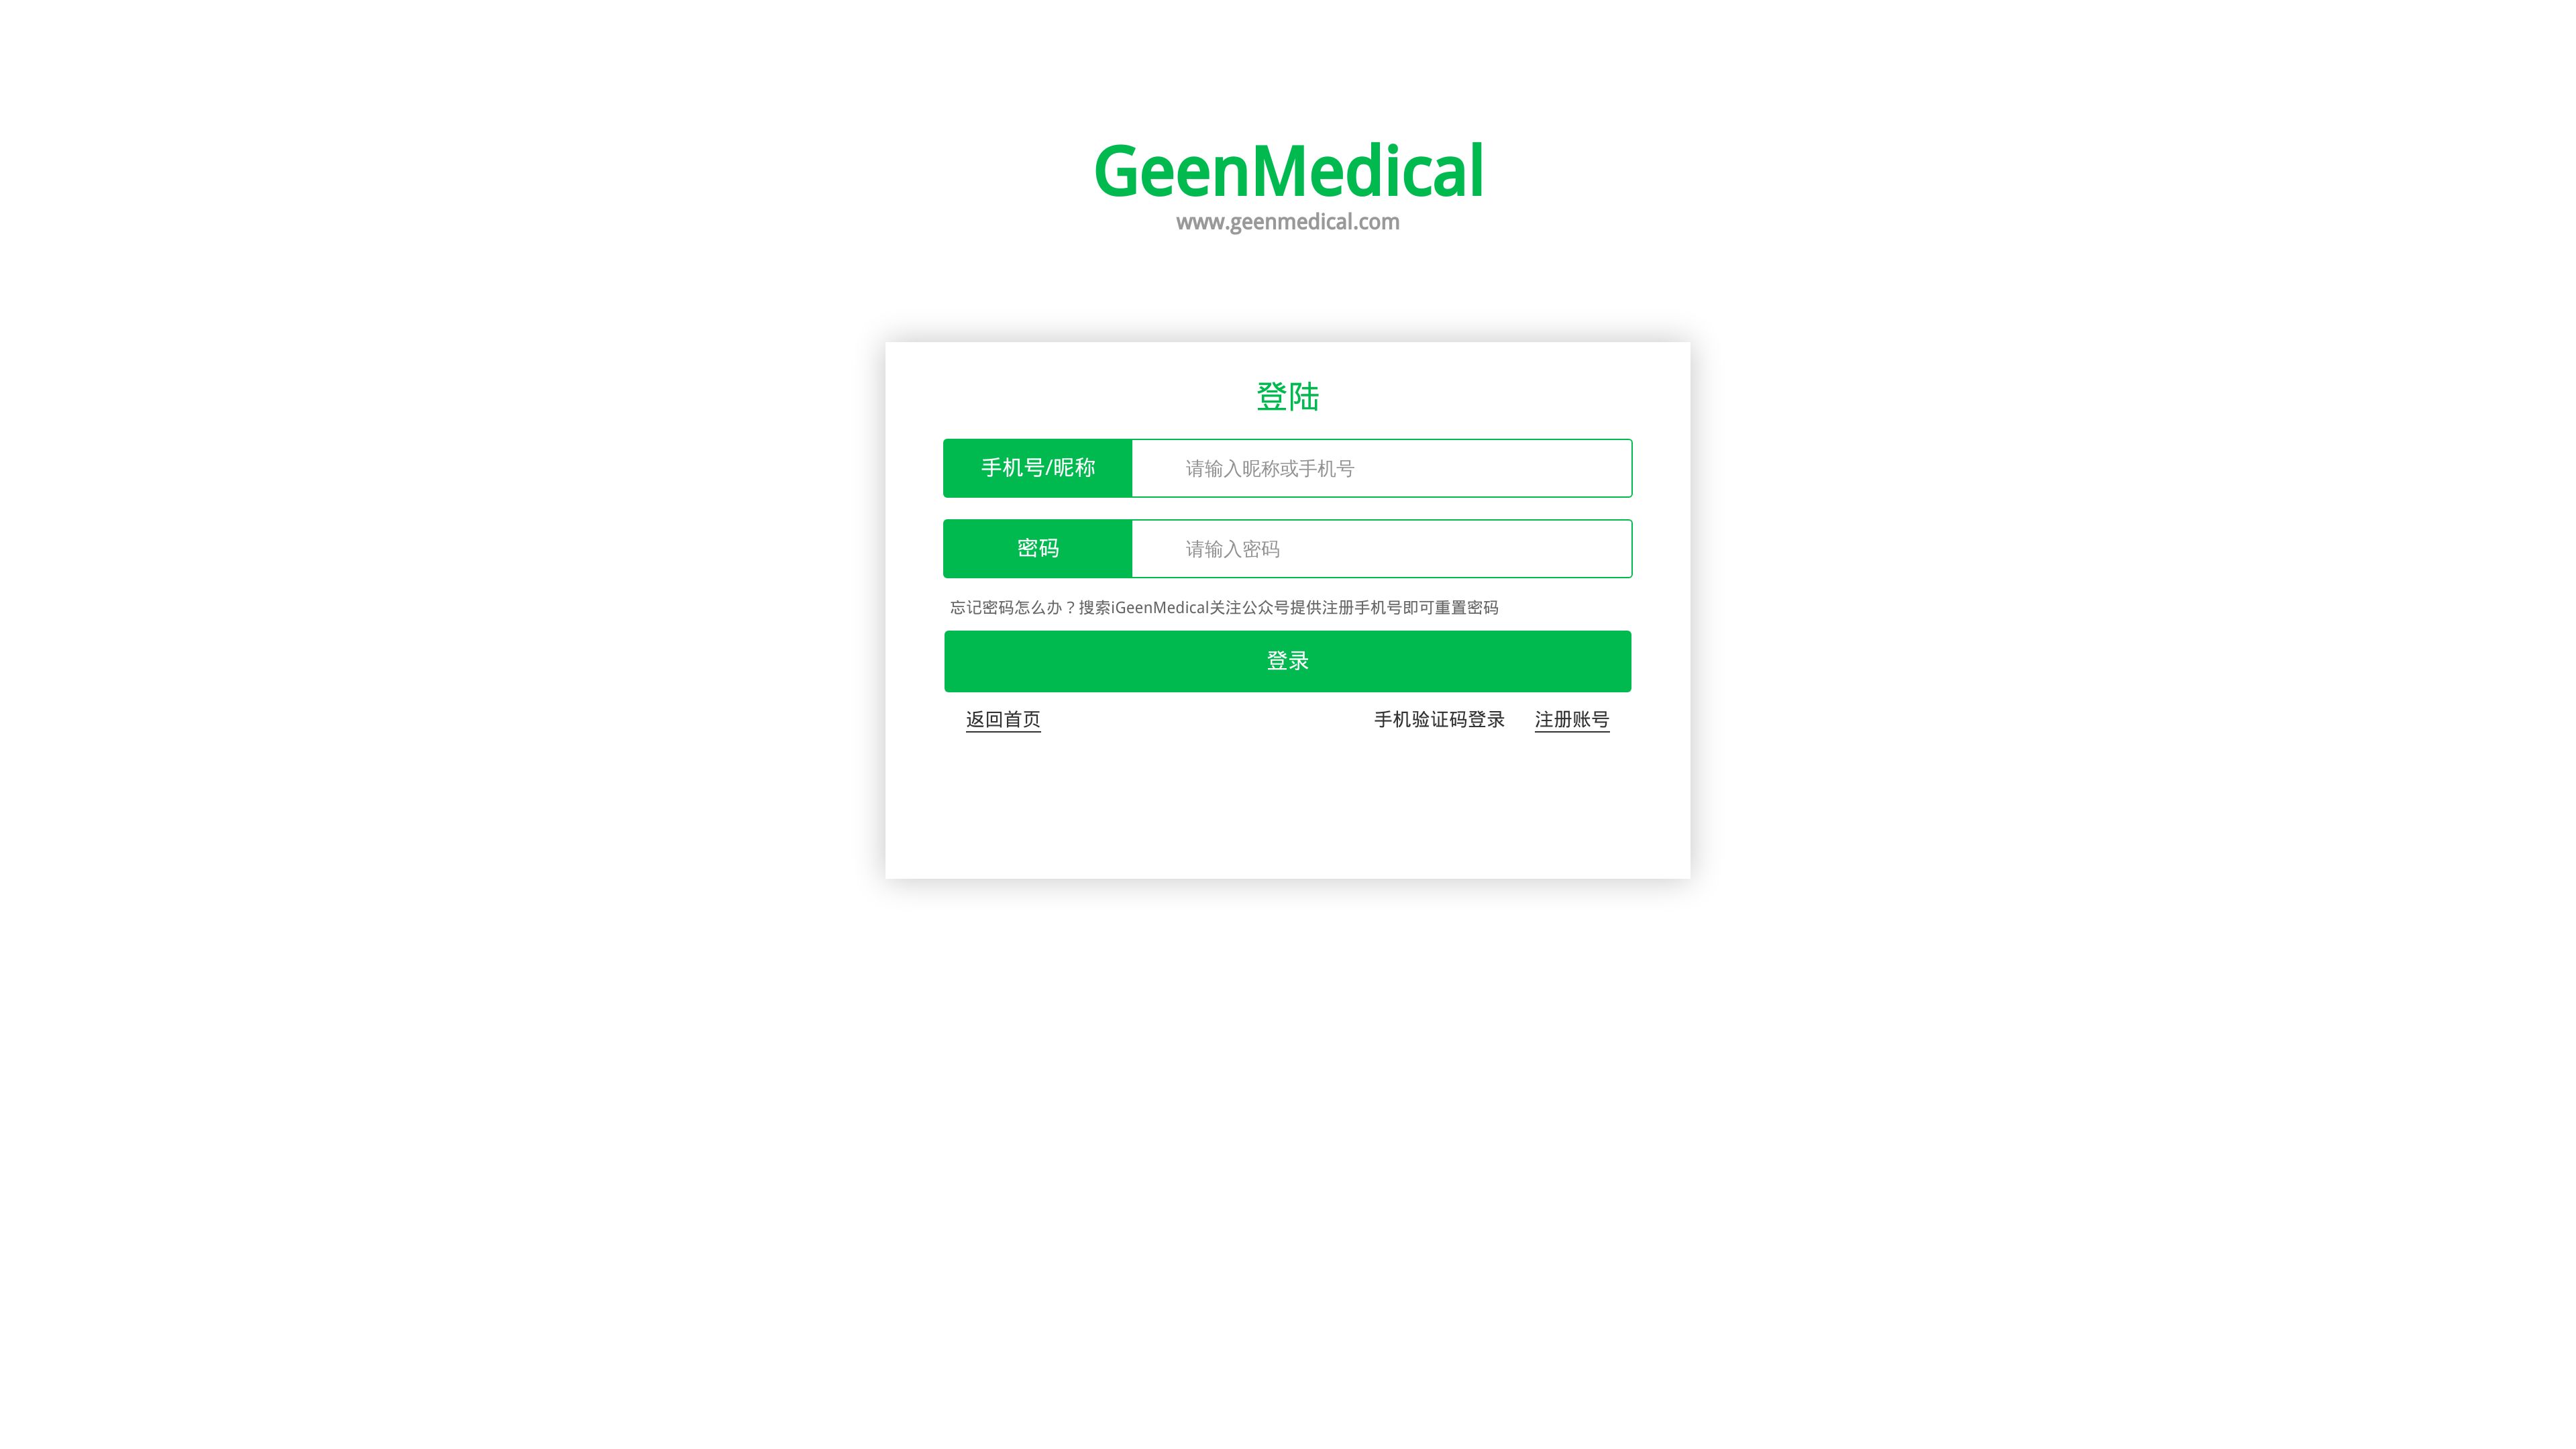 GeenMedical
www.geenmedical.com
登陆
手机号/昵称 请输入昵称或手机号
密码 请输入密码
忘记密码怎么办？搜索iGeenMedical关注公众号提供注册手机号即可重置密码
登录
返回首页 手机验证码登录 注册账号